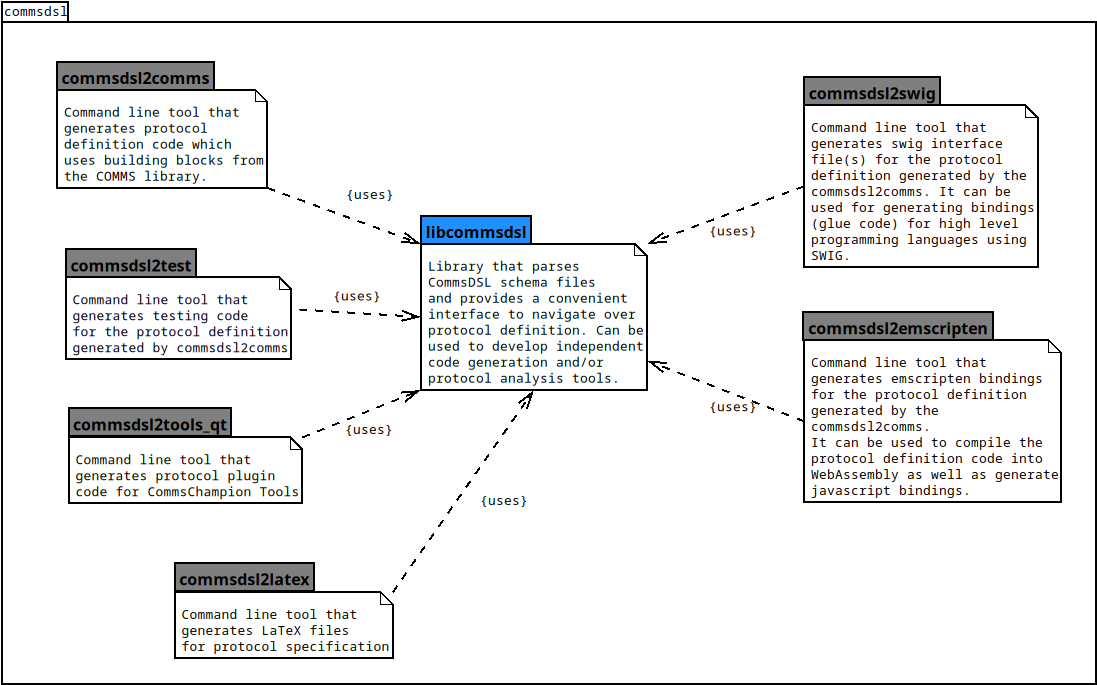 commsdsl
commsdsl2comms
Command line tool that
generates protocol
definition code which
uses building blocks from
the COMMS library.
{uses}
commsdsl2swig
Command line tool that
generates swig interface
file(s) for the protocol
definition generated by the
commsdsl2comms. It can be
used for generating bindings
(glue code) for high level
programming languages using
SWIG.
{uses}
libcommsdsl
Library that parses
CommsDSL schema files
and provides a convenient
interface to navigate over
protocol definition. Can be
used to develop independent
code generation and/or
protocol analysis tools.
commsdsl2test
Command line tool that
generates testing code
for the protocol definition
generated by commsdsl2comms
{uses}
commsdsl2emscripten
Command line tool that
generates emscripten bindings
for the protocol definition
generated by the
commsdsl2comms.
It can be used to compile the
protocol definition code into
WebAssembly as well as generate
javascript bindings.
{uses}
commsdsl2tools_qt
Command line tool that
generates protocol plugin
code for CommsChampion Tools
{uses}
{uses}
commsdsl2latex
Command line tool that
generates LaTeX files
for protocol specification